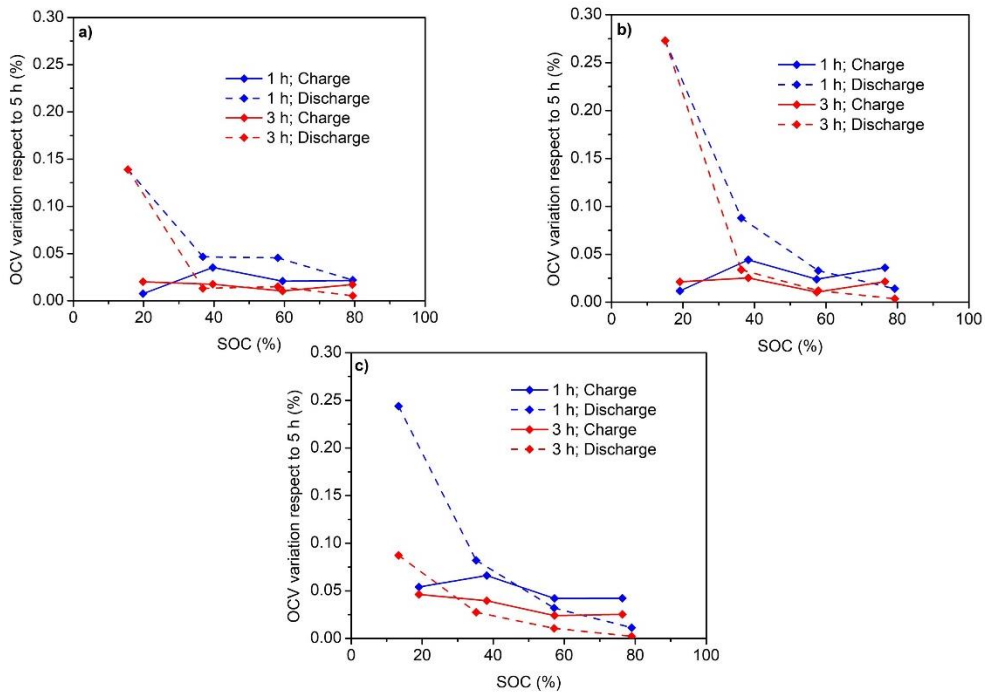 a)
OCV variation respect to 5 h (%)
0.30
0.25
0.20
0.15
0.10
0.05
0.00
1 h; Charge
1 h; Discharge
3 h; Charge
3 h; Discharge
0 20 40 60 80 100
SOC (%)
b)
OCV variation respect to 5 h (%)
0.30
0.25
0.20
0.15
0.10
0.05
0.00
1 h; Charge
1 h; Discharge
3 h; Charge
3 h; Discharge
0 20 40 60 80 100
SOC (%)
c)
OCV variation respect to 5 h (%)
0.30
0.25
0.20
0.15
0.10
0.05
0.00
1 h; Charge
1 h; Discharge
3 h; Charge
3 h; Discharge
0 20 40 60 80 100
SOC (%)